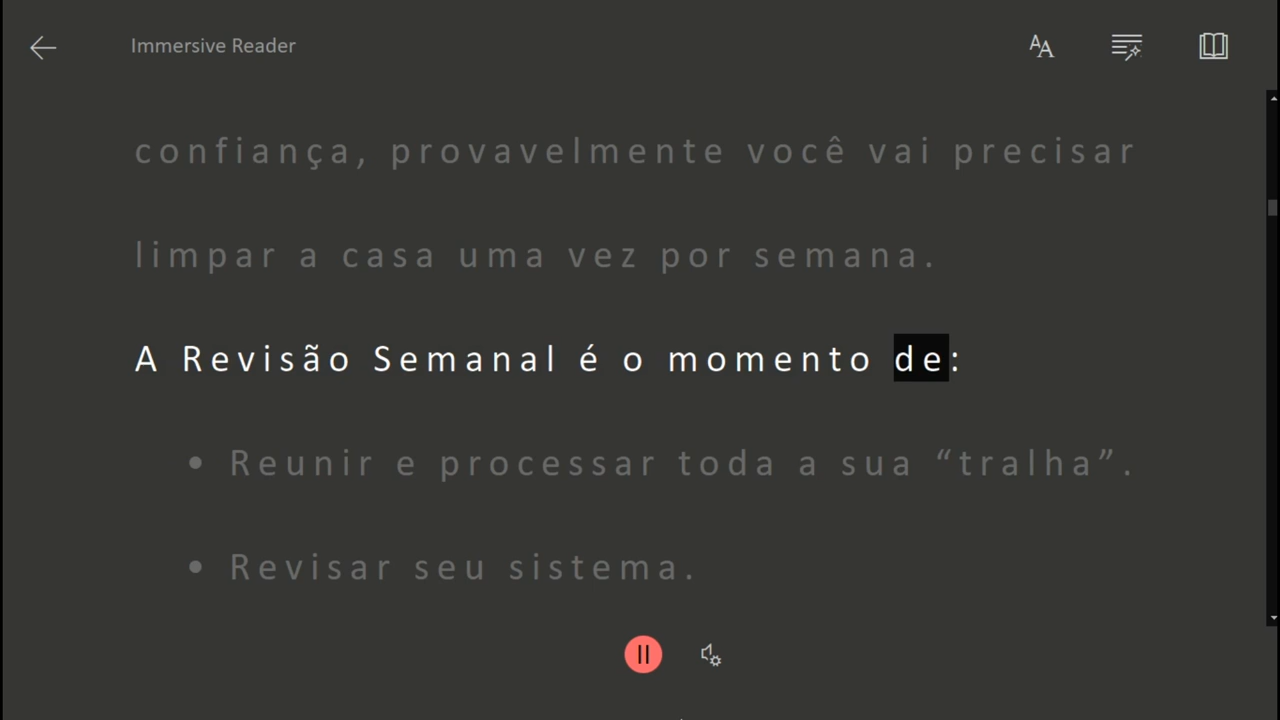 Immersive Reader
AA
confiança, provavelmente você vai precisar
limpar a casa uma vez por semana.
A Revisão Semanal é o momento de:
• Reunir e processar toda a sua “tralha”.
• Revisar seu sistema.